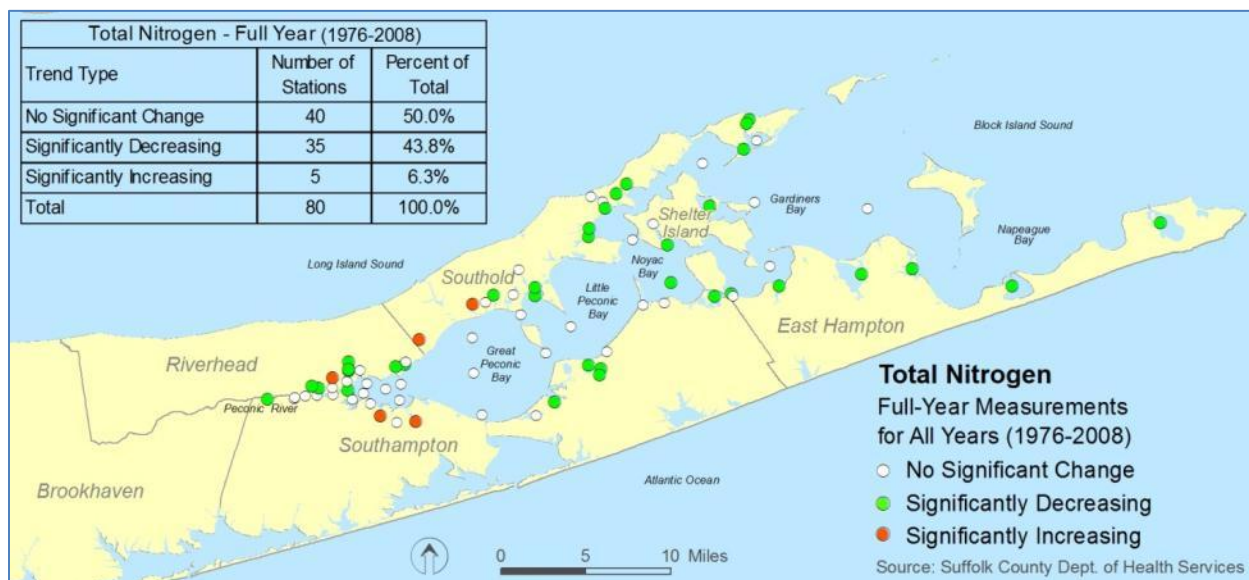 Total Nitrogen - Full Year (1976-2008)
Trend Type Number of Stations Percent of Total
No Significant Change 40 50.0%
Significantly Decreasing 35 43.8%
Significantly Increasing 5 6.3%
Total 80 100.0%
Block Island Sound
Gardiners Bay
Shelter Island
Napeague Bay
Long Island Sound
Southold
Noyac Bay
Little Peconic Bay
East Hampton
Riverhead
Great Peconic Bay
Peconic River
Southampton
Brookhaven
Atlantic Ocean
Total Nitrogen
Full-Year Measurements
for All Years (1976-2008)
No Significant Change
Significantly Decreasing
Significantly Increasing
0 5 10 Miles
Source: Suffolk County Dept. of Health Services